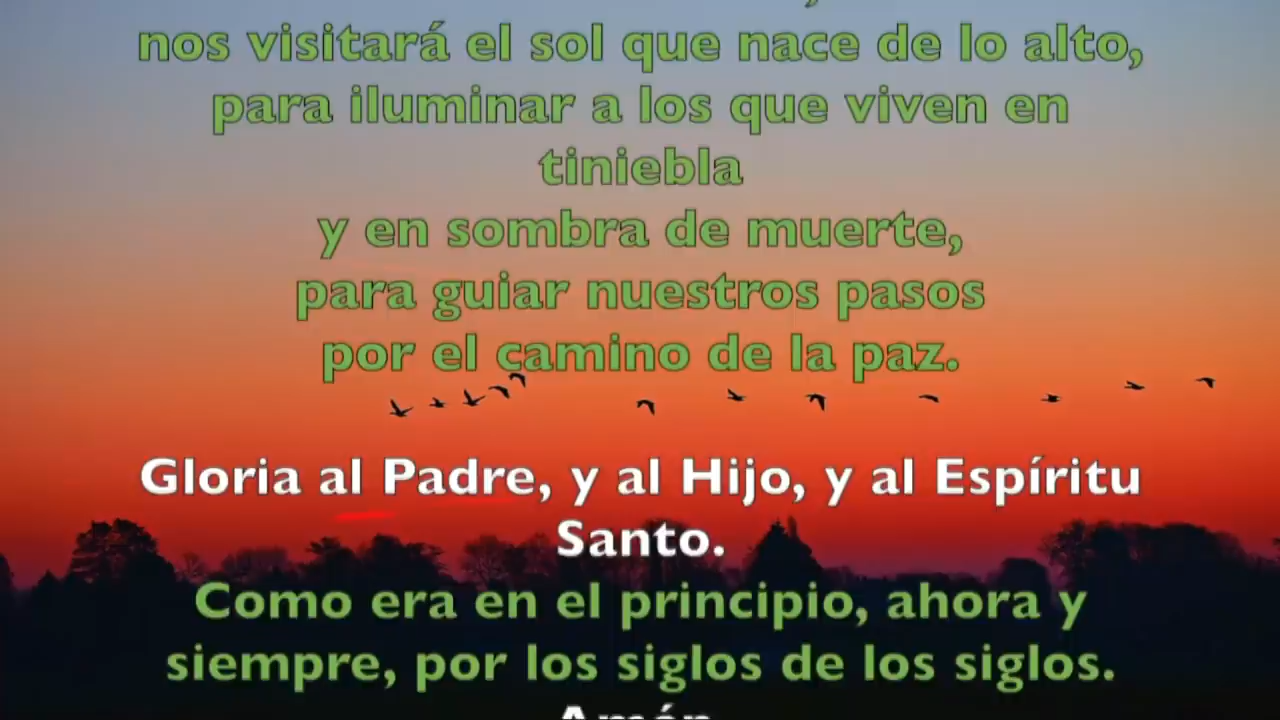 nos visitará el sol que nace de lo alto,
para iluminar a los que viven en
tiniebla
y en sombra de muerte,
para guiar nuestros pasos
por el camino de la paz.
Gloria al Padre, y al Hijo, y al Espíritu
Santo.
Como era en el principio, ahora y
siempre, por los siglos de los siglos.
Amén